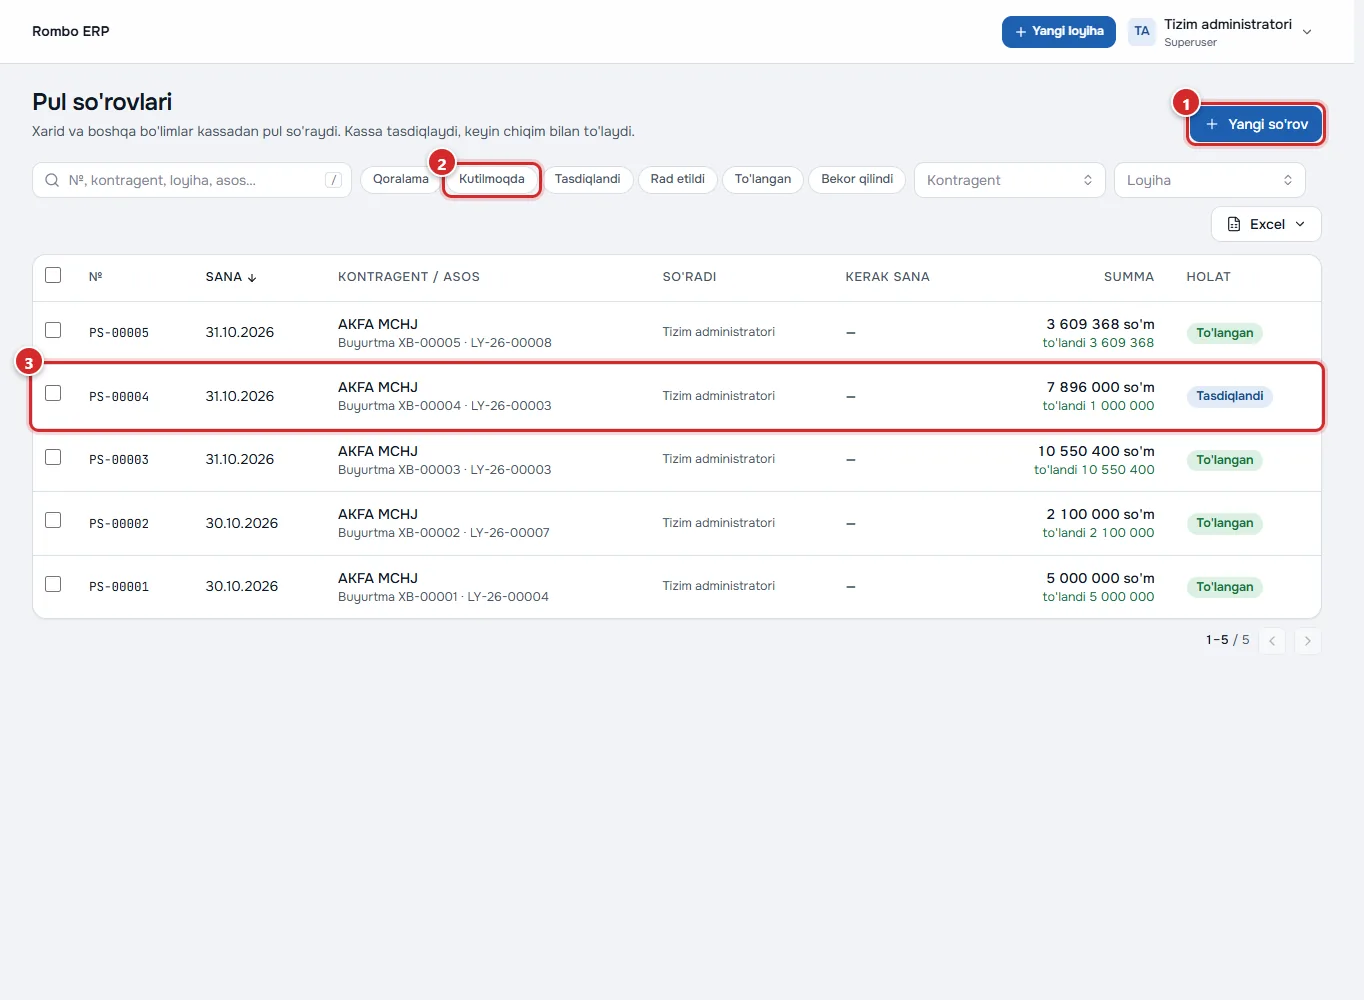 Rombo ERP
+ Yangi loyiha
TA
Tizim administratori
Superuser
Pul so'rovlari
Xarid va boshqa bo'limlar kassadan pul so'raydi. Kassa tasdiqlaydi, keyin chiqim bilan to'laydi.
1
+ Yangi so'rov
2
№, kontragent, loyiha, asos... /
Qoralama
Kutilmoqda
Tasdiqlandi
Rad etildi
To'langan
Bekor qilindi
Kontragent
Loyiha
Excel
№ SANA ↓ KONTRAGENT / ASOS SO'RADI KERAK SANA SUMMA HOLAT
PS-00005 31.10.2026 AKFA MCHJ Tizim administratori – 3 609 368 so'm To'langan
Buyurtma XB-00005 · LY-26-00008 to'landi 3 609 368
3
PS-00004 31.10.2026 AKFA MCHJ Tizim administratori – 7 896 000 so'm Tasdiqlandi
Buyurtma XB-00004 · LY-26-00003 to'landi 1 000 000
PS-00003 31.10.2026 AKFA MCHJ Tizim administratori – 10 550 400 so'm To'langan
Buyurtma XB-00003 · LY-26-00003 to'landi 10 550 400
PS-00002 30.10.2026 AKFA MCHJ Tizim administratori – 2 100 000 so'm To'langan
Buyurtma XB-00002 · LY-26-00007 to'landi 2 100 000
PS-00001 30.10.2026 AKFA MCHJ Tizim administratori – 5 000 000 so'm To'langan
Buyurtma XB-00001 · LY-26-00004 to'landi 5 000 000
1–5 / 5